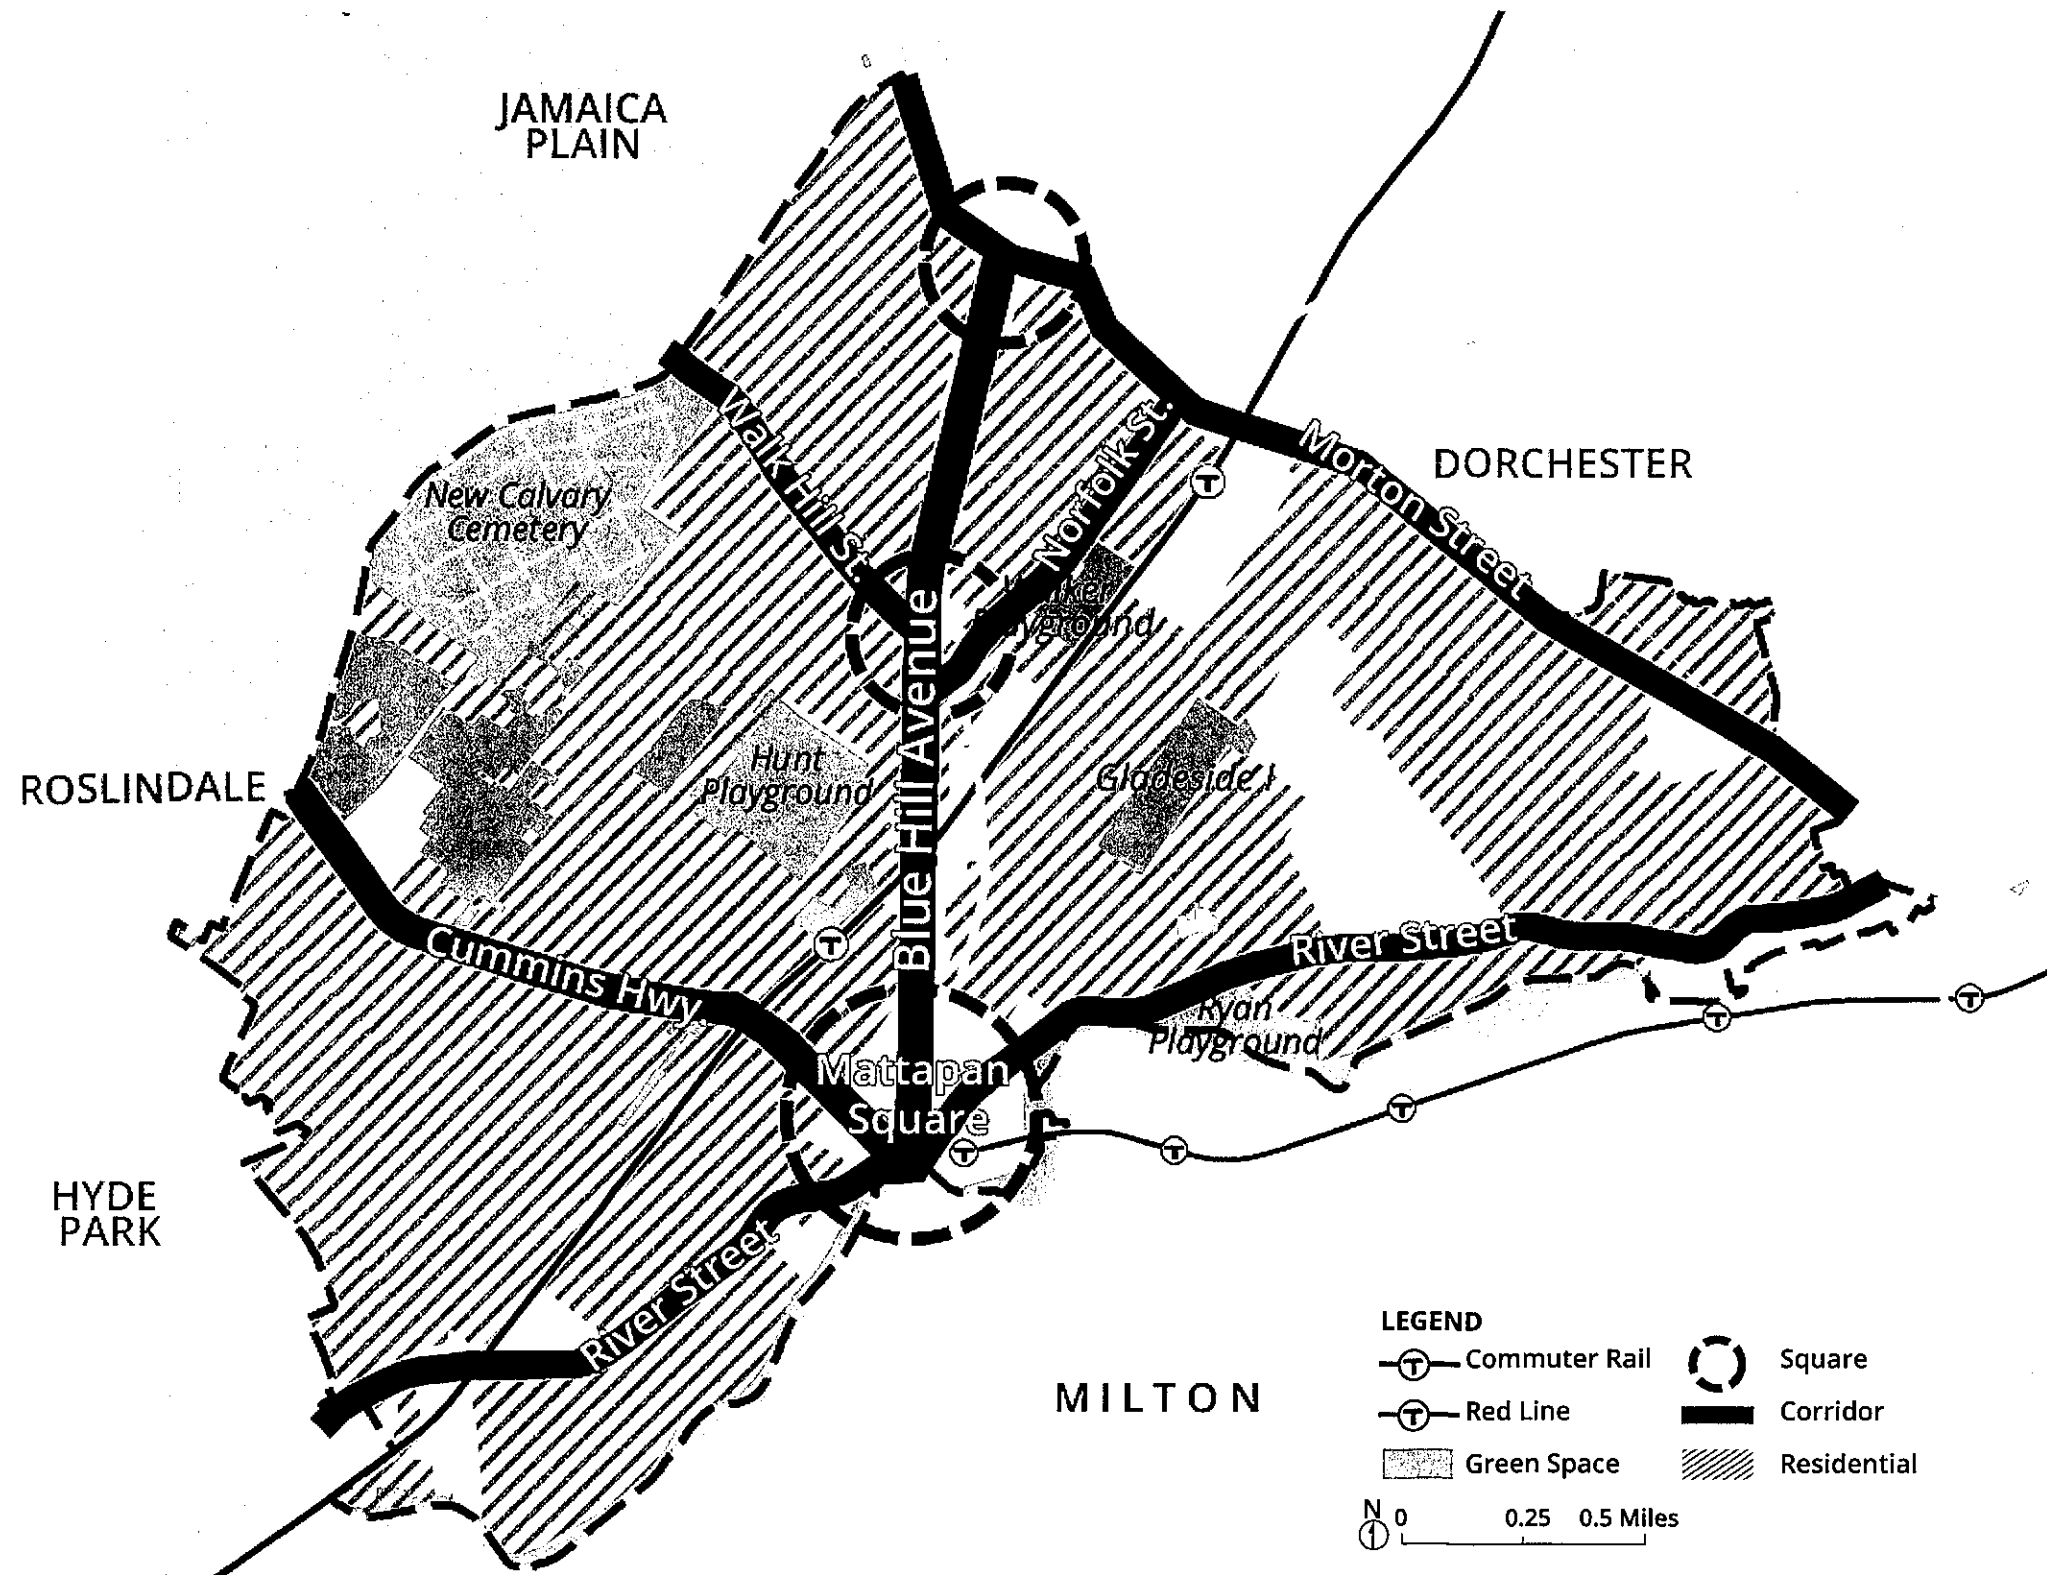 JAMAICA
PLAIN
DORCHESTER
Walk Hill St.
Norfolk St.
Morton Street
New Calvary
Cemetery
Blue Hill Avenue
Hunt
Playground
Gladeside I
ROSLINDALE
Cummins Hwy.
River Street
Ryan
Playground
Mattapan
Square
HYDE
PARK
River Street
MILTON
LEGEND
Commuter Rail
Square
Red Line
Corridor
Green Space
Residential
N
0 0.25 0.5 Miles